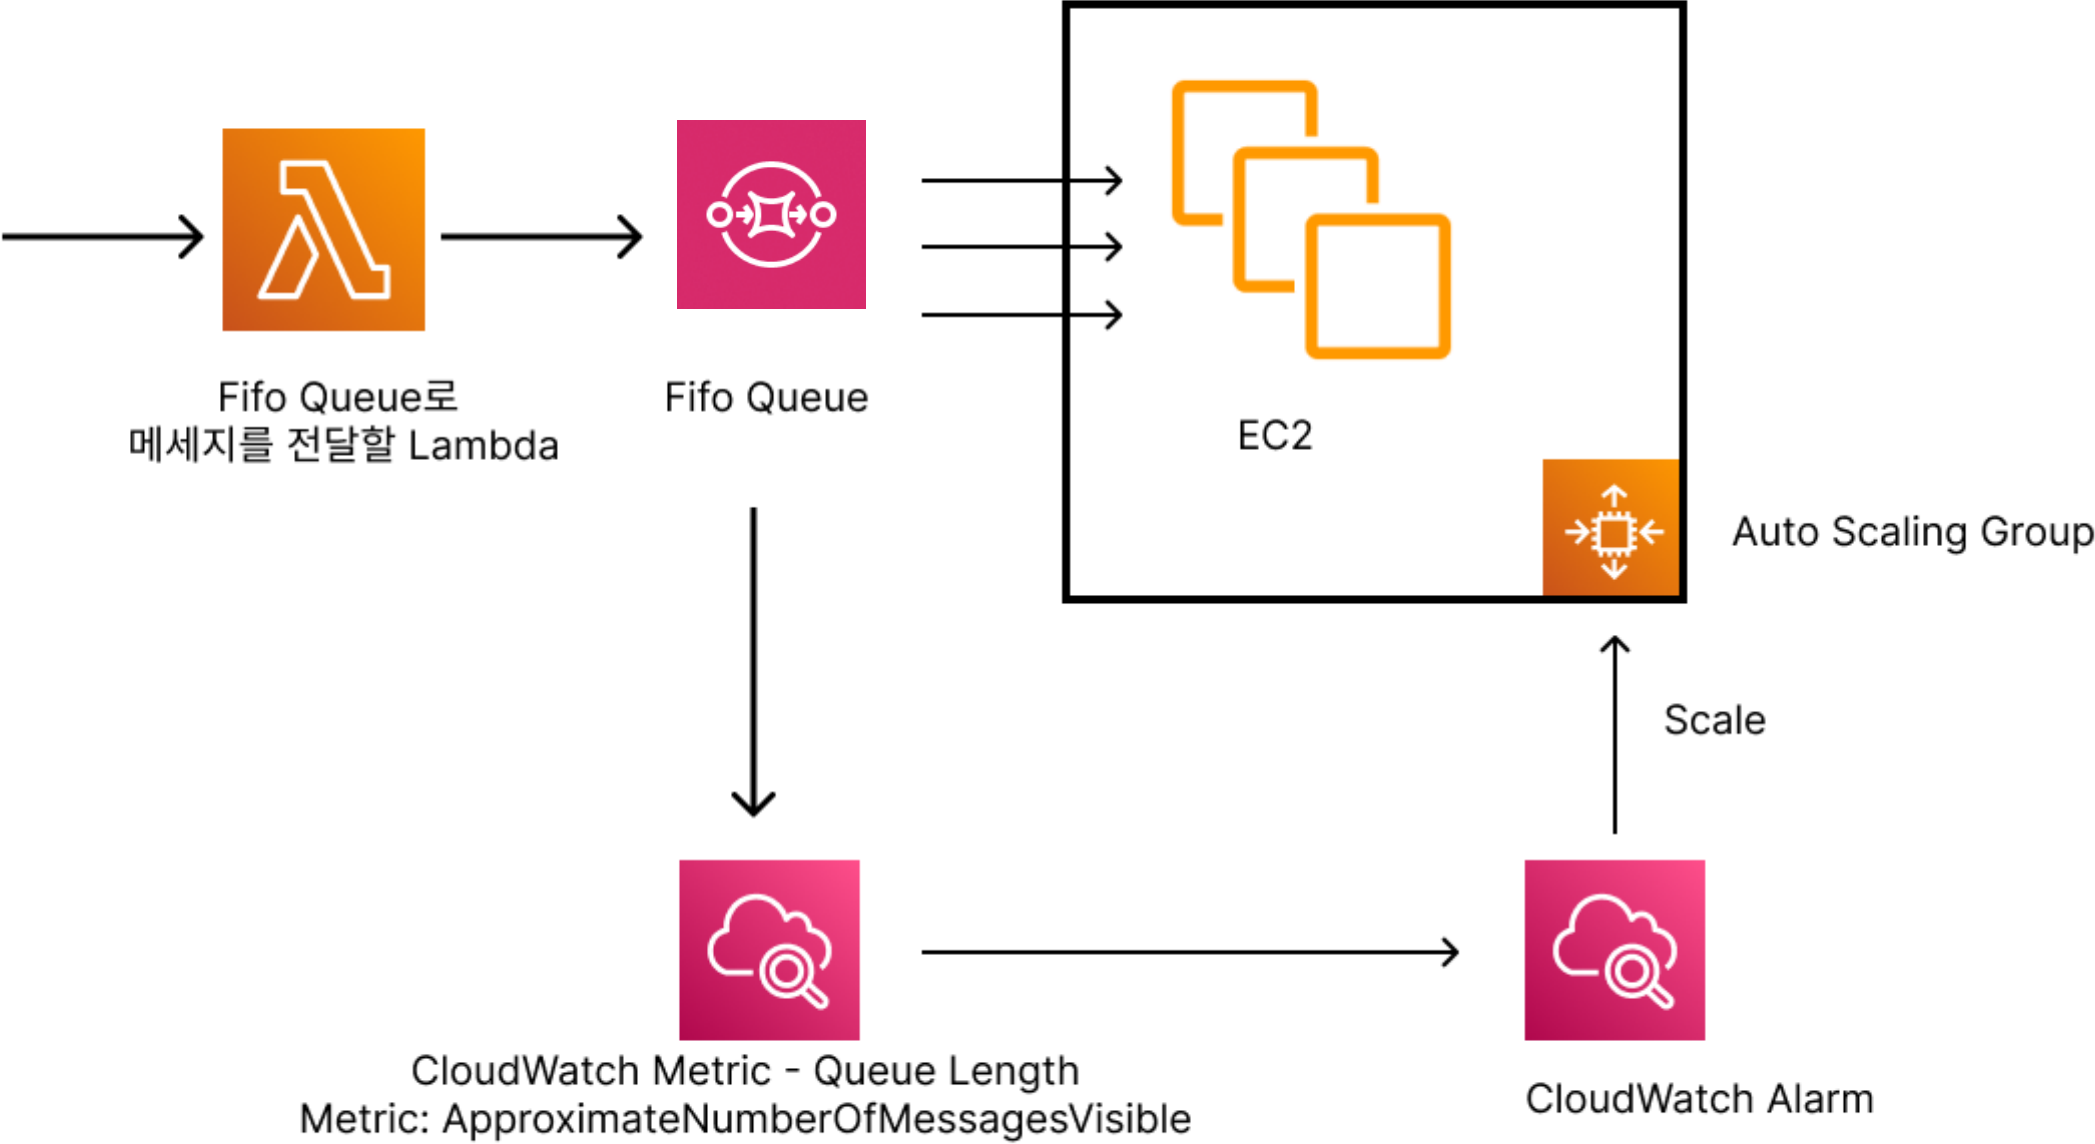 Fifo Queue로
메세지를 전달할 Lambda
Fifo Queue
EC2
Auto Scaling Group
Scale
CloudWatch Metric - Queue Length
Metric: ApproximateNumberOfMessagesVisible
CloudWatch Alarm